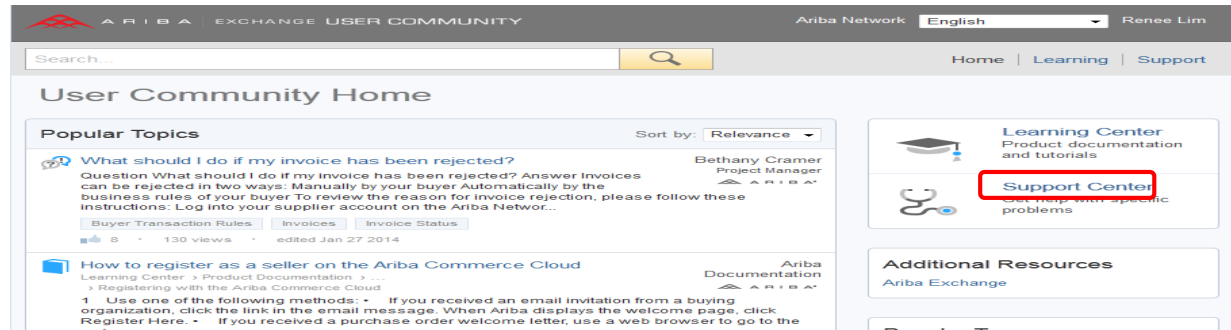 ARIBA EXCHANGE USER COMMUNITY
Ariba Network English Renee Lim
Search...
Home | Learning | Support
User Community Home
Popular Topics
Sort by: Relevance
What should I do if my invoice has been rejected?
Bethany Cramer
Project Manager
ARIBA
Question What should I do if my invoice has been rejected? Answer Invoices
can be rejected in two ways: Manually by your buyer Automatically by the
business rules of your buyer To review the reason for invoice rejection, please follow these
instructions: Log into your supplier account on the Ariba Networ...
Buyer Transaction Rules Invoices Invoice Status
8 · 130 views · edited Jan 27 2014
How to register as a seller on the Ariba Commerce Cloud
Ariba
Documentation
ARIBA
Learning Center > Product Documentation > ...
> Registering with the Ariba Commerce Cloud
1 Use one of the following methods: • If you received an email invitation from a buying
organization, click the link in the email message. When Ariba displays the welcome page, click
Register Here. • If you received a purchase order welcome letter, use a web browser to go to the
Learning Center
Product documentation
and tutorials
Support Center
Get help with specific
problems
Additional Resources
Ariba Exchange